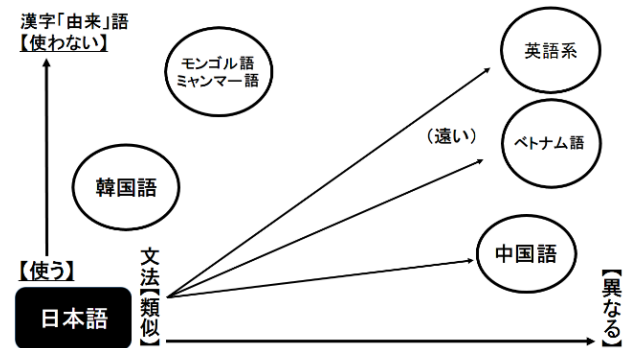 漢字「由来」語
【使わない】
モンゴル語
ミャンマー語
英語系
(遠い)
ベトナム語
韓国語
中国語
【使う】
日本語
文法【類似】
【異なる】